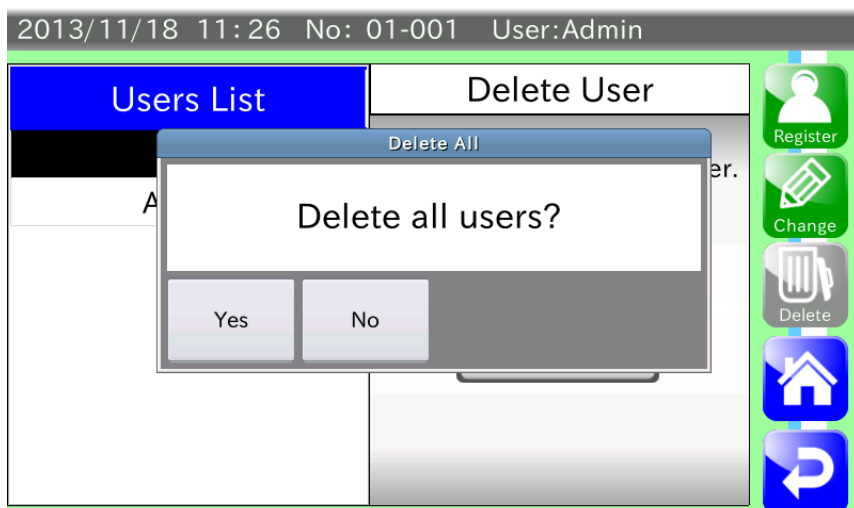 2013/11/18 11:26 No: 01-001 User:Admin
Users List
Delete User
Delete All
er.
A
Delete all users?
Yes
No
Register
Change
Delete